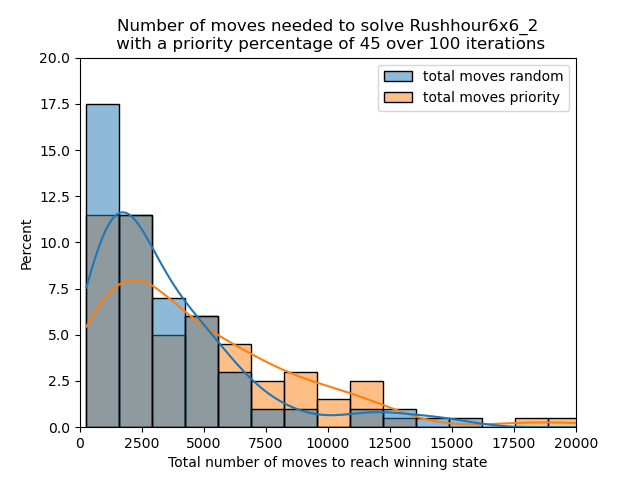 Number of moves needed to solve Rushhour6x6_2
with a priority percentage of 45 over 100 iterations
total moves random
total moves priority
Percent
20.0
17.5
15.0
12.5
10.0
7.5
5.0
2.5
0.0
0 2500 5000 7500 10000 12500 15000 17500 20000
Total number of moves to reach winning state